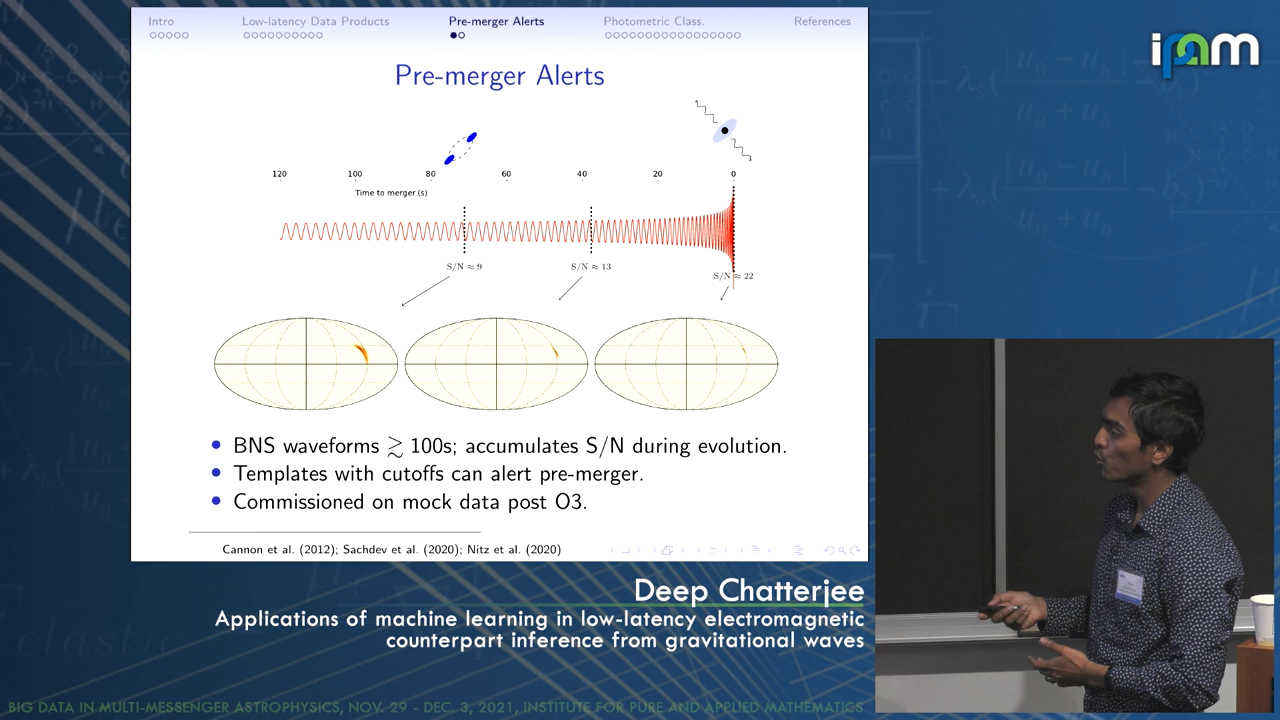 Intro
Low-latency Data Products
Pre-merger Alerts
Photometric Class.
References
ipam
Pre-merger Alerts
120 100 80 60 40 20 0
Time to merger (s)
S/N ≈ 9
S/N ≈ 13
S/N ≈ 22
• BNS waveforms ≳ 100s; accumulates S/N during evolution.
• Templates with cutoffs can alert pre-merger.
• Commissioned on mock data post O3.
Cannon et al. (2012); Sachdev et al. (2020); Nitz et al. (2020)
Deep Chatterjee
Applications of machine learning in low-latency electromagnetic
counterpart inference from gravitational waves
BIG DATA IN MULTI-MESSENGER ASTROPHYSICS, NOV. 29 - DEC. 3, 2021, INSTITUTE FOR PURE AND APPLIED MATHEMATICS